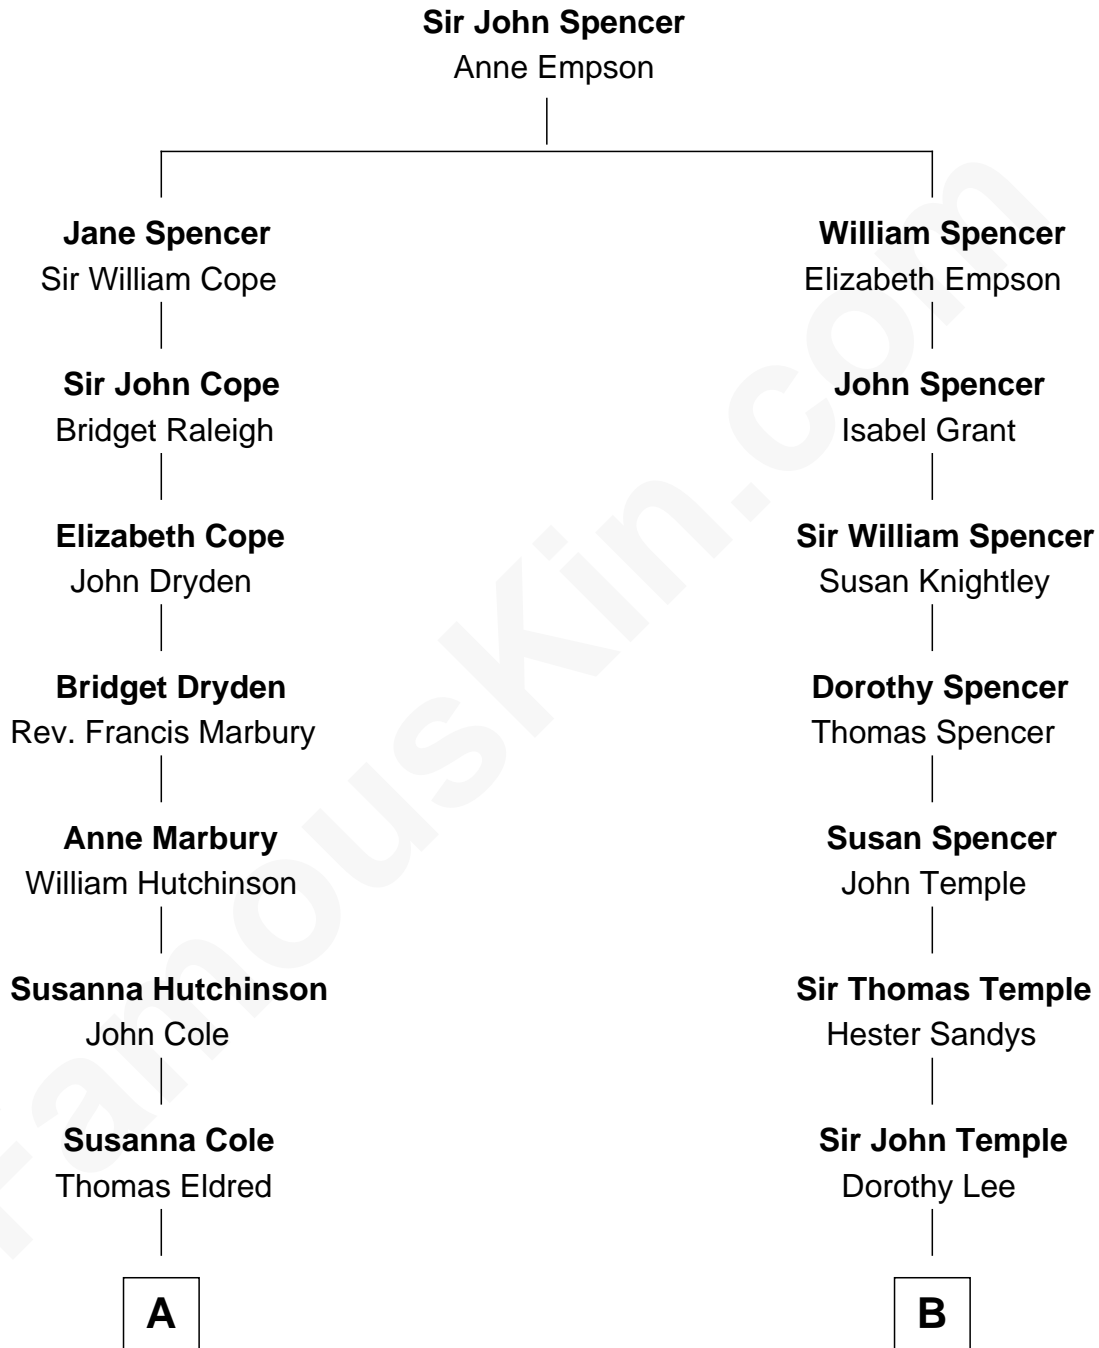 Sir John Spencer
Anne Empson
Jane Spencer
Sir William Cope
William Spencer
Elizabeth Empson
Sir John Cope
Bridget Raleigh
John Spencer
Isabel Grant
Elizabeth Cope
John Dryden
Sir William Spencer
Susan Knightley
Bridget Dryden
Rev. Francis Marbury
Dorothy Spencer
Thomas Spencer
Anne Marbury
William Hutchinson
Susan Spencer
John Temple
Susanna Hutchinson
John Cole
Sir Thomas Temple
Hester Sandys
Susanna Cole
Thomas Eldred
Sir John Temple
Dorothy Lee
A
B
FamousKin.com